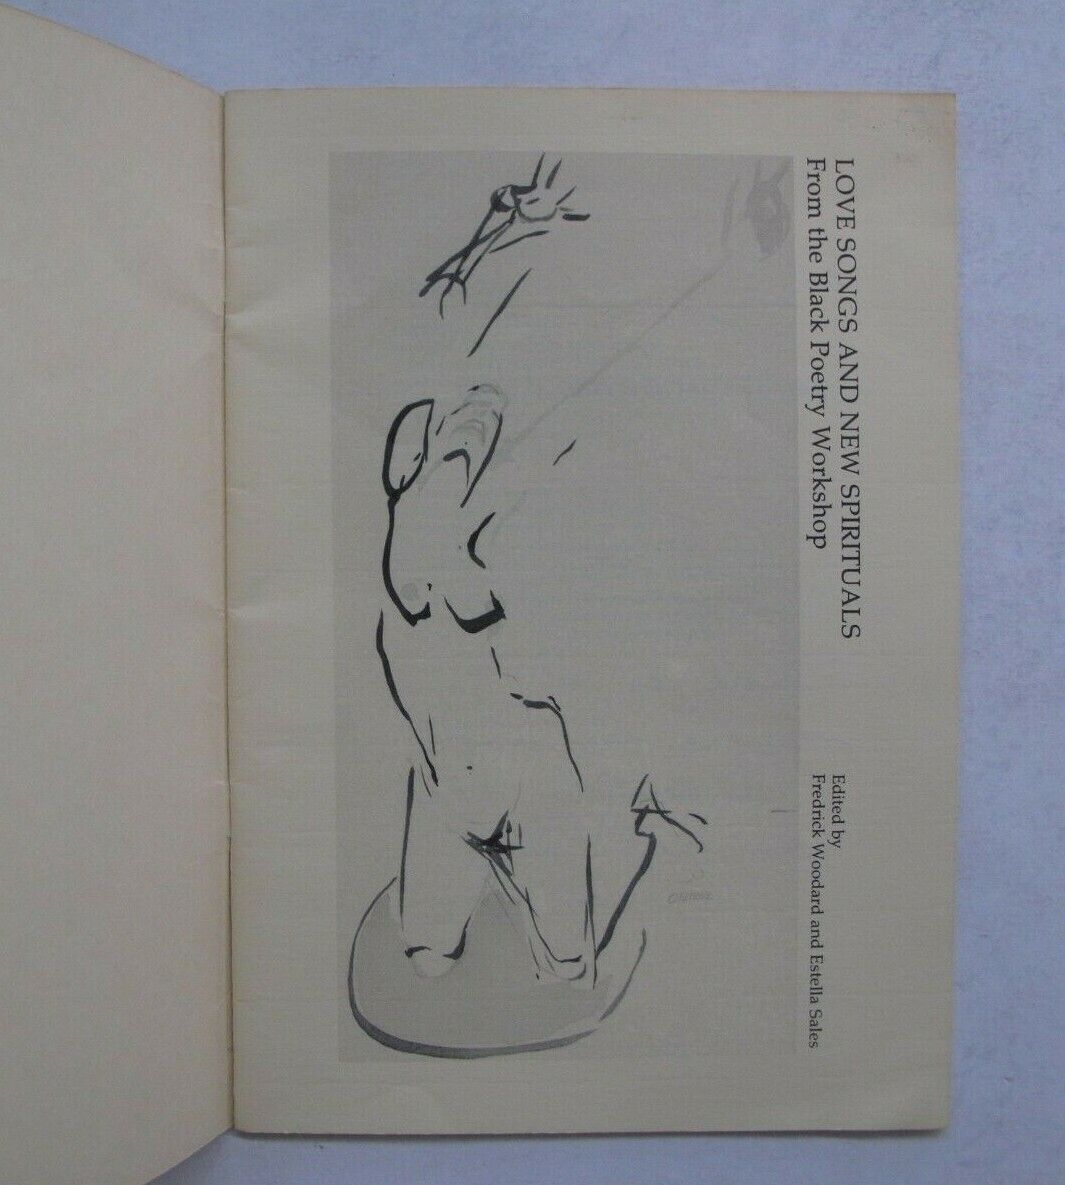 LOVE SONGS AND NEW SPIRITUALS
From the Black Poetry Workshop
Edited by
Fredrick Woodard and Estella Sales